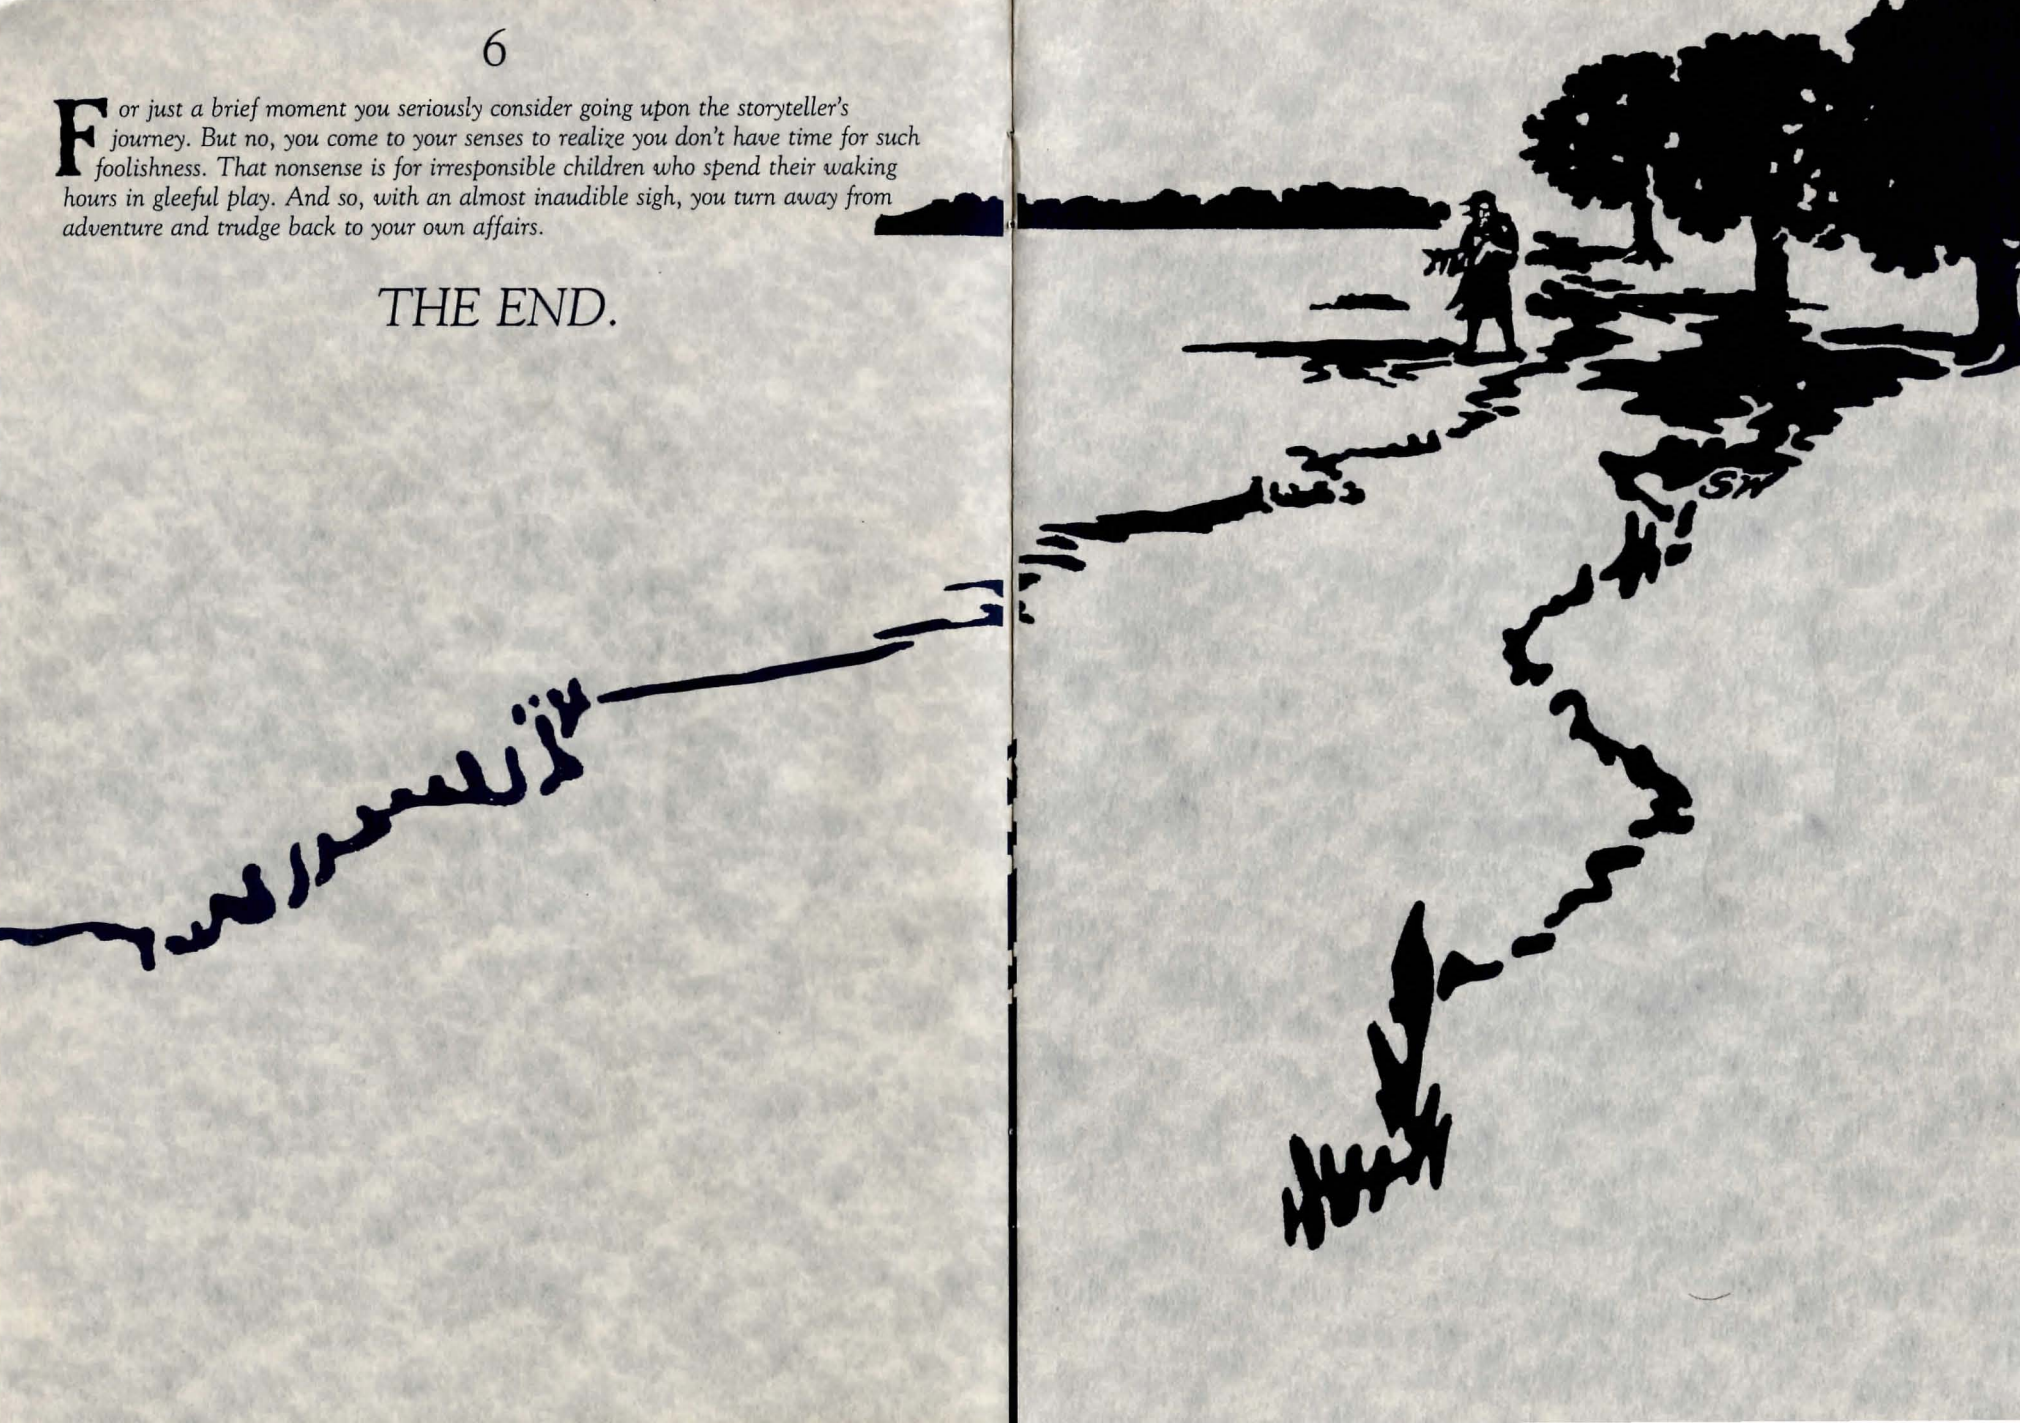 6
For just a brief moment you seriously consider going upon the storyteller's
journey. But no, you come to your senses to realize you don't have time for such
foolishness. That nonsense is for irresponsible children who spend their waking
hours in gleeful play. And so, with an almost inaudible sigh, you turn away from
adventure and trudge back to your own affairs.
THE END.
SW